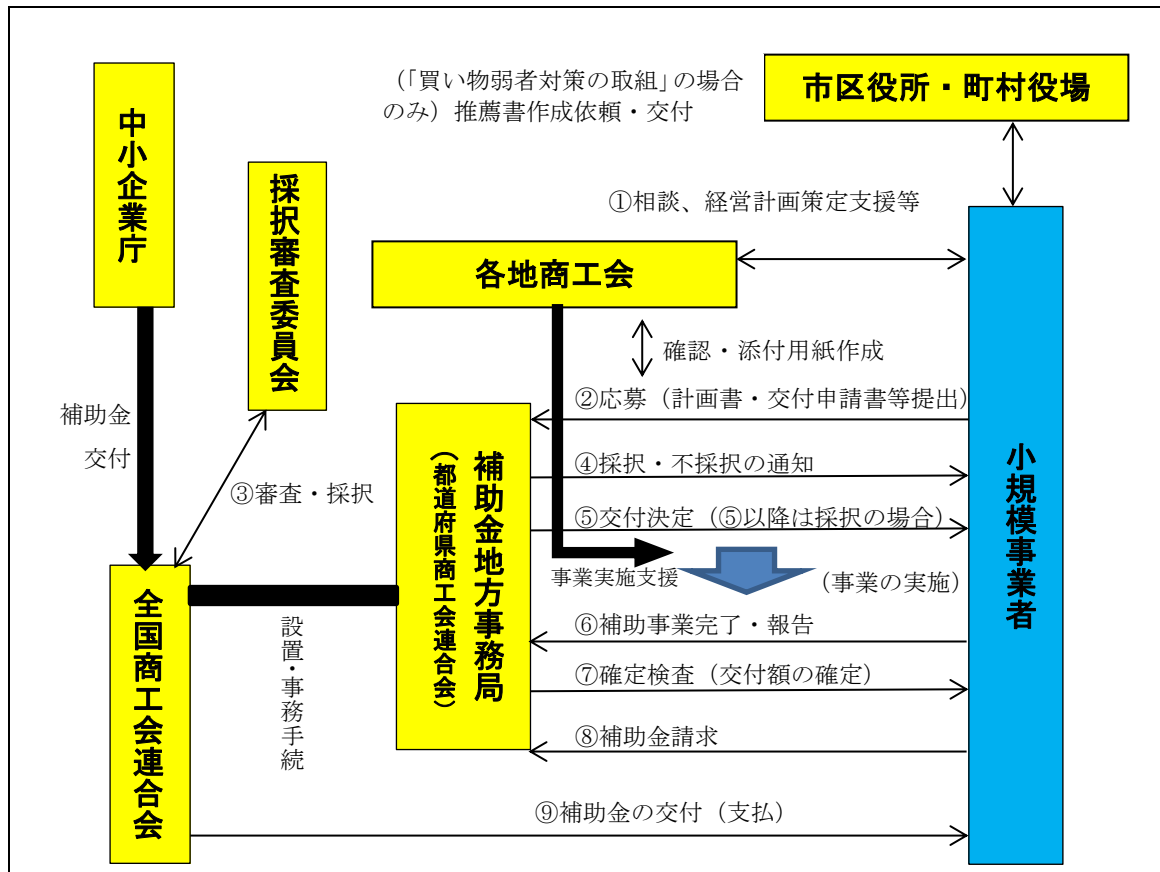 中小企業庁
（「買い物弱者対策の取組」の場合
のみ）推薦書作成依頼・交付
市区役所・町村役場
採択審査委員会
①相談、経営計画策定支援等
各地商工会
確認・添付用紙作成
補助金
交付
②応募（計画書・交付申請書等提出）
③審査・採択
補助金地方事務局
（都道府県商工会連合会）
④採択・不採択の通知
⑤交付決定（⑤以降は採択の場合）
小規模事業者
事業実施支援
（事業の実施）
全国商工会連合会
設置・事務手続
⑥補助事業完了・報告
⑦確定検査（交付額の確定）
⑧補助金請求
⑨補助金の交付（支払）